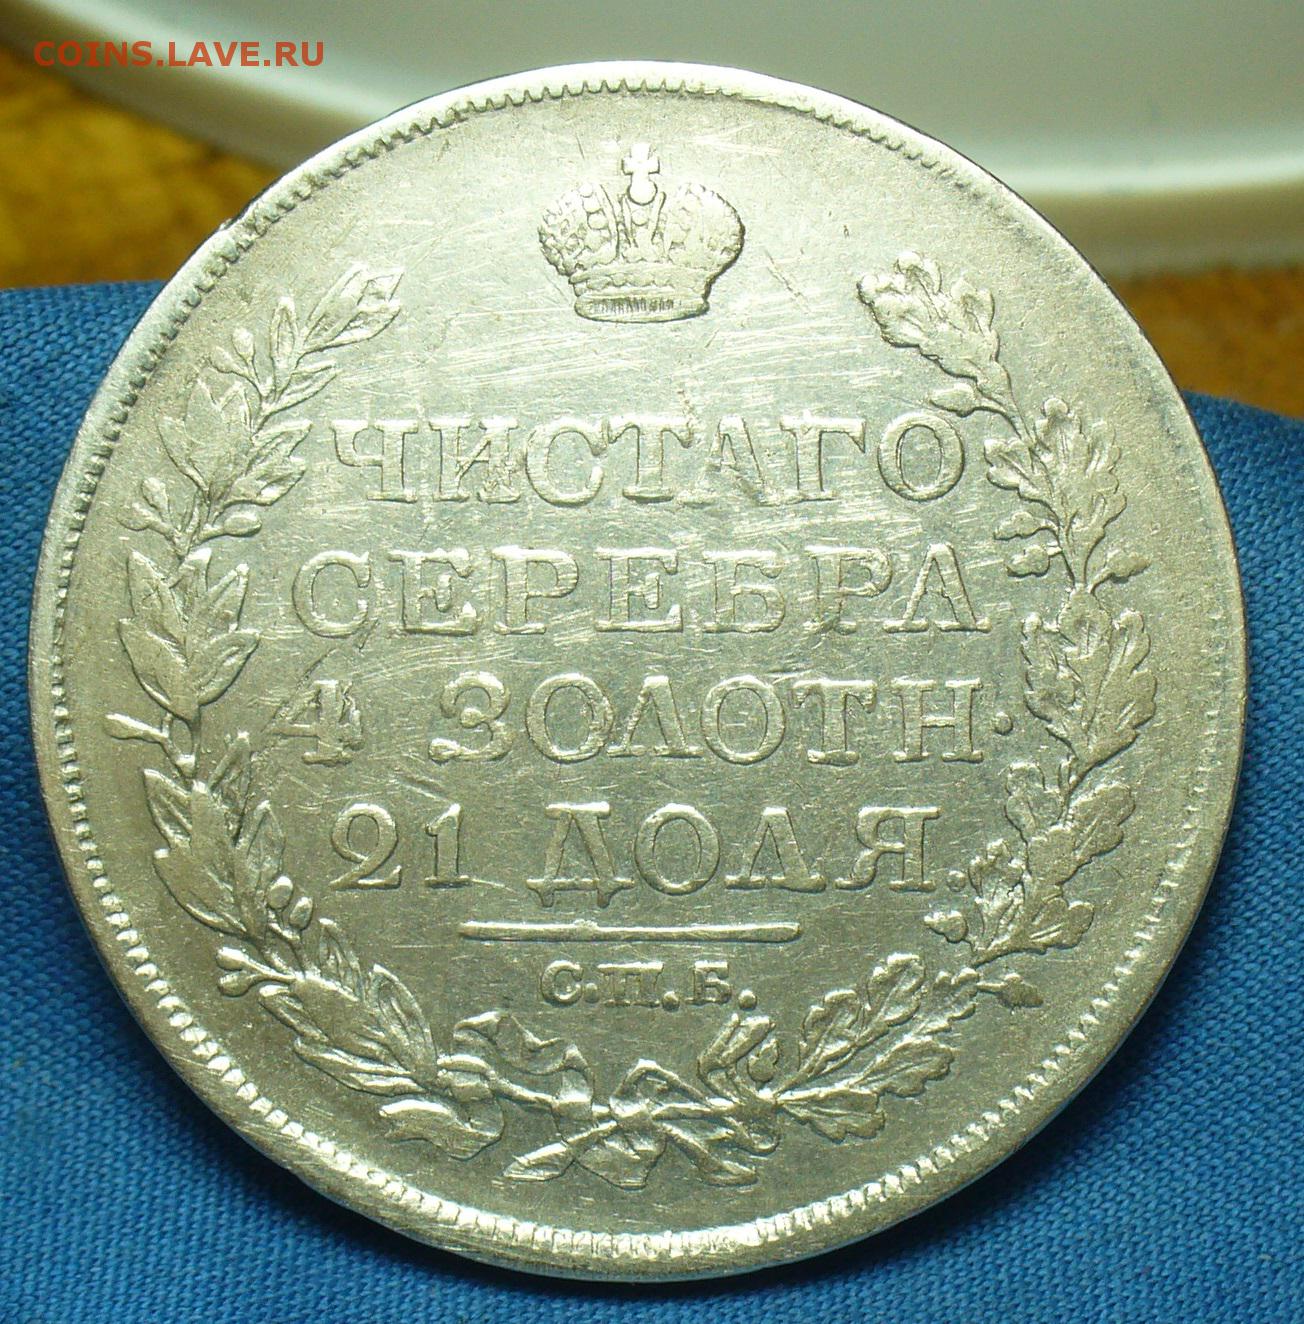 COINS.LAVE.RU
ЧИСТАГО
СЕРЕБРА
4 ЗОЛОТН.
21 ДОЛЯ.
С.П.Б.